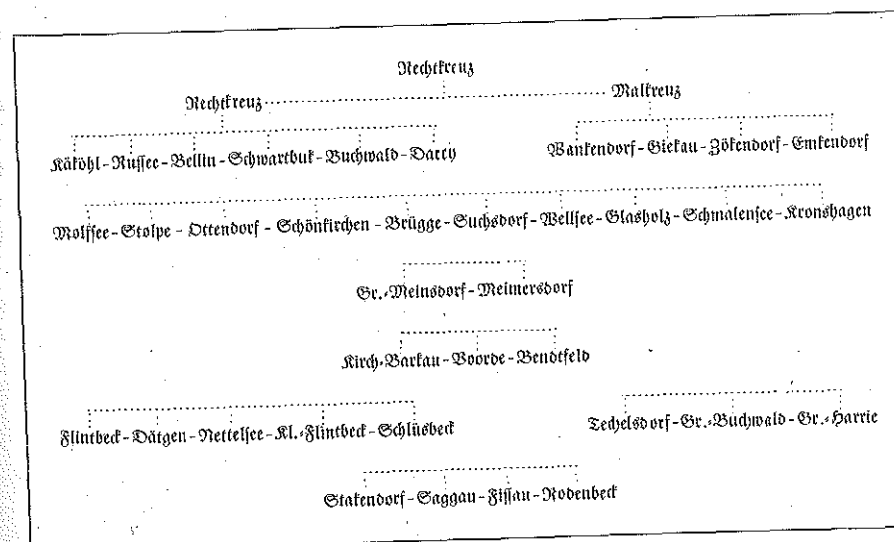 Rechtkreuz
Rechtkreuz Malkreuz
Käköhl-Russee-Bellin-Schwartbuk-Buchwald-Darry Wankendorf-Giekau-Zökendorf-Emkendorf
Molfsee-Stolpe-Ottendorf-Schönkirchen-Brügge-Suchsdorf-Wellsee-Glasholz-Schmalensee-Kronshagen
Gr.-Meinsdorf-Meimersdorf
Kirch-Barkau-Voorde-Bendtfeld
Flintbeck-Dätgen-Nettelsee-Kl.-Flintbeck-Schlüsbeck Techelsdorf-Gr.-Buchwald-Gr.-Harrie
Stakendorf-Saggau-Fissau-Rodenbeck